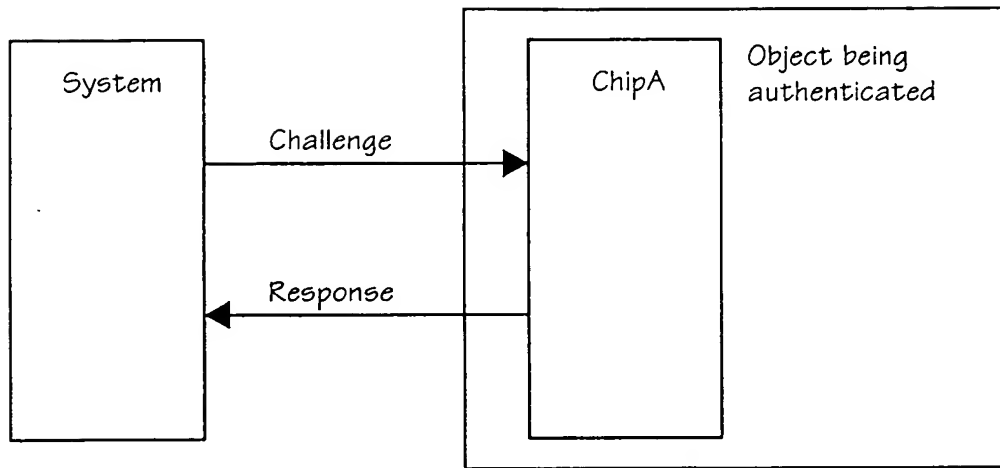 System
ChipA
Object being
authenticated
Challenge
Response